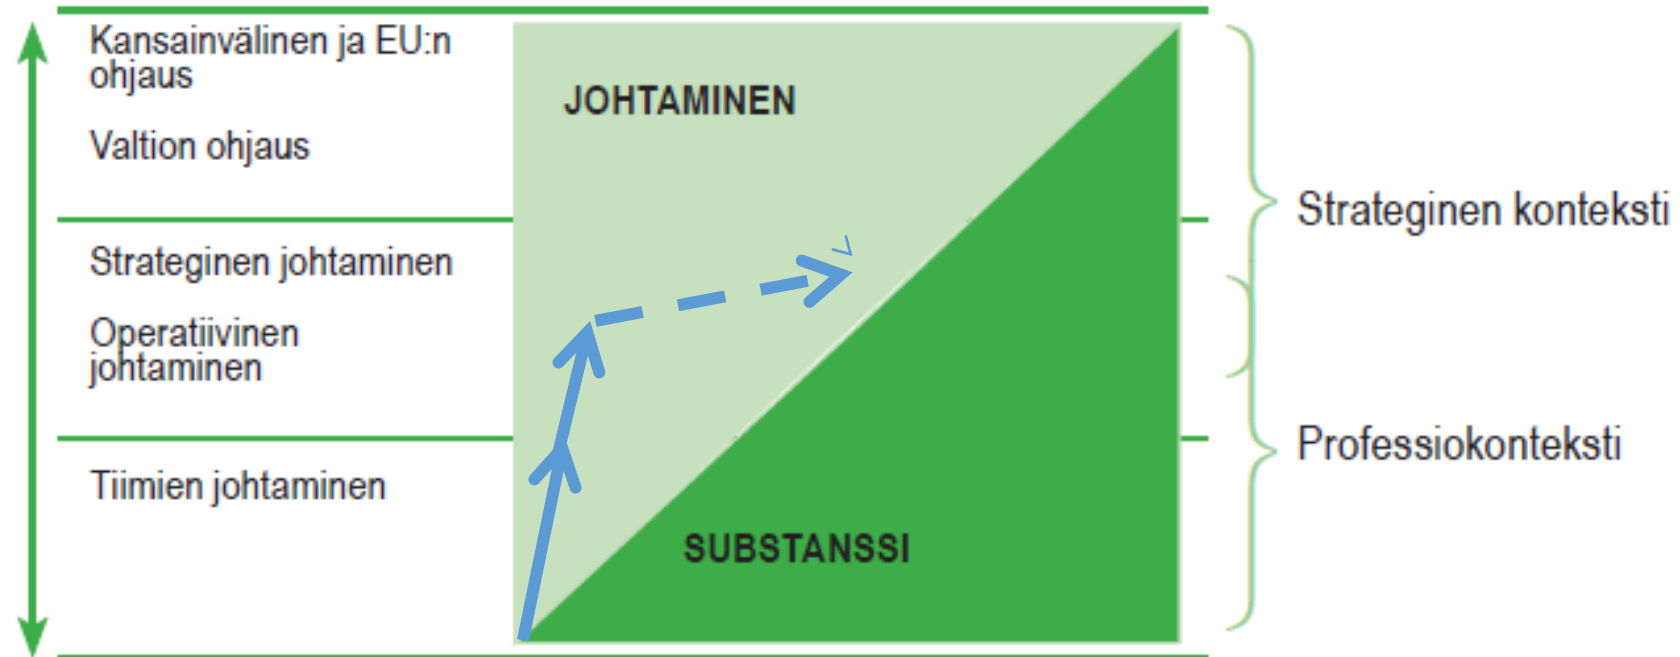 Kansainvälinen ja EU:n
ohjaus
Valtion ohjaus
Strateginen johtaminen
Operatiivinen
johtaminen
Tiimien johtaminen
JOHTAMINEN
SUBSTANSSI
Strateginen konteksti
Professiokonteksti